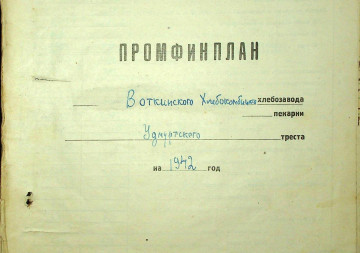 ПРОМФИНПЛАН
Воткинского Хлебокомбината хлебозавода
пекарни
Удмуртского треста
на 1942 год